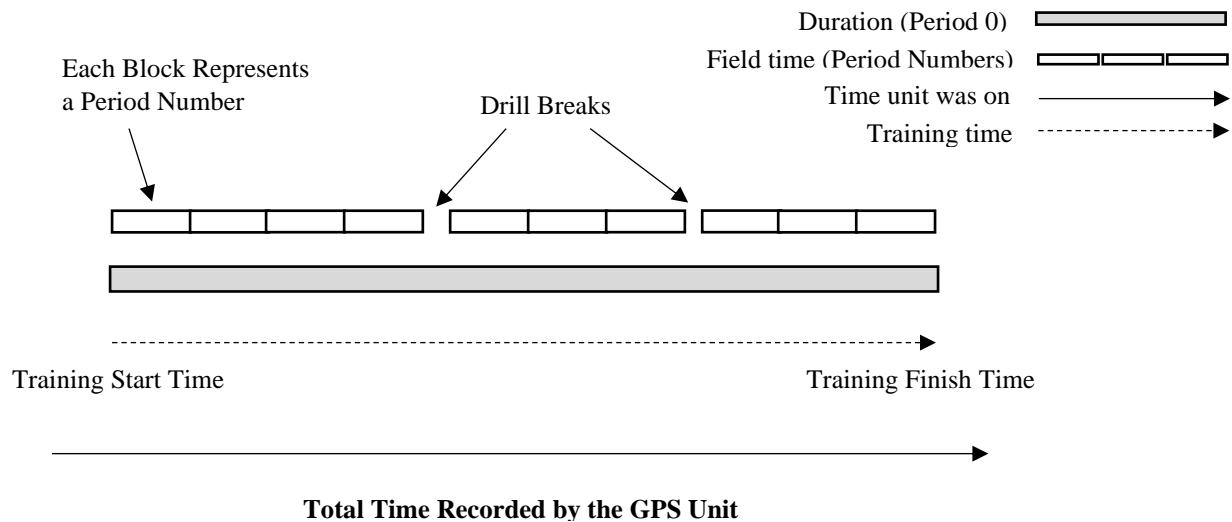 Duration (Period 0)
Field time (Period Numbers)
Time unit was on
Training time
Each Block Represents
a Period Number
Drill Breaks
Training Start Time
Training Finish Time
Total Time Recorded by the GPS Unit